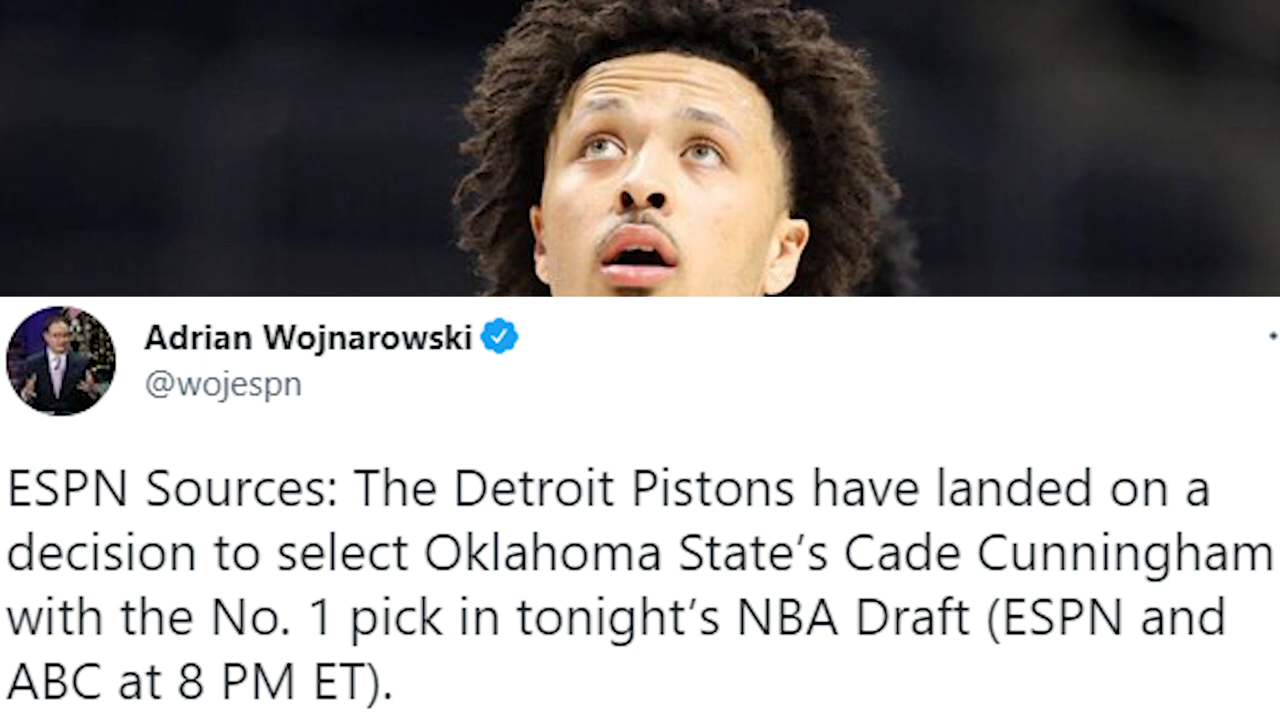 Adrian Wojnarowski
@wojespn
ESPN Sources: The Detroit Pistons have landed on a
decision to select Oklahoma State’s Cade Cunningham
with the No. 1 pick in tonight’s NBA Draft (ESPN and
ABC at 8 PM ET).